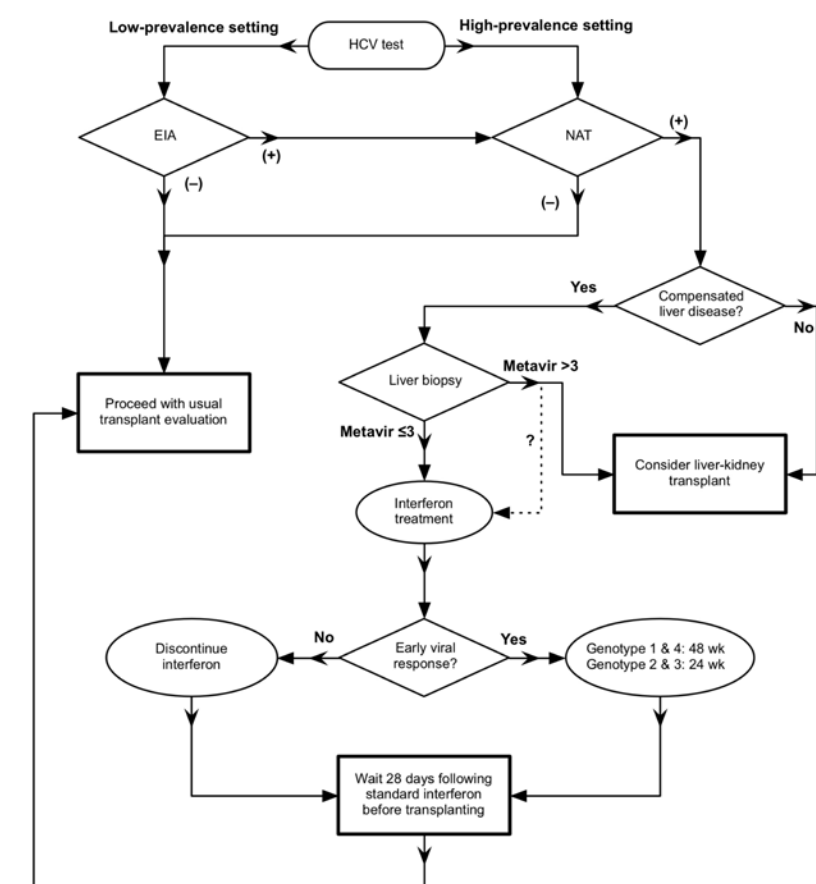 Low-prevalence setting
HCV test
High-prevalence setting
EIA
(+)
(–)
NAT
(+)
(–)
Compensated
liver disease?
Yes
No
Liver biopsy
Metavir >3
Metavir ≤3
?
Proceed with usual
transplant evaluation
Consider liver-kidney
transplant
Interferon
treatment
Early viral
response?
No
Yes
Discontinue
interferon
Genotype 1 & 4: 48 wk
Genotype 2 & 3: 24 wk
Wait 28 days following
standard interferon
before transplanting